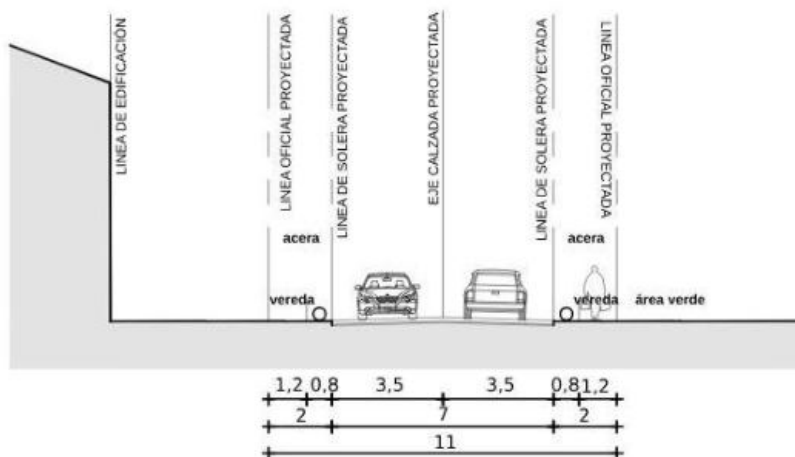 LINEA DE EDIFICACIÓN
LINEA OFICIAL PROYECTADA
LINEA DE SOLERA PROYECTADA
EJE CALZADA PROYECTADA
LINEA DE SOLERA PROYECTADA
LINEA OFICIAL PROYECTADA
acera
acera
vereda
vereda
área verde
1,2 0,8 3,5 3,5 0,8 1,2
2 7 2
11